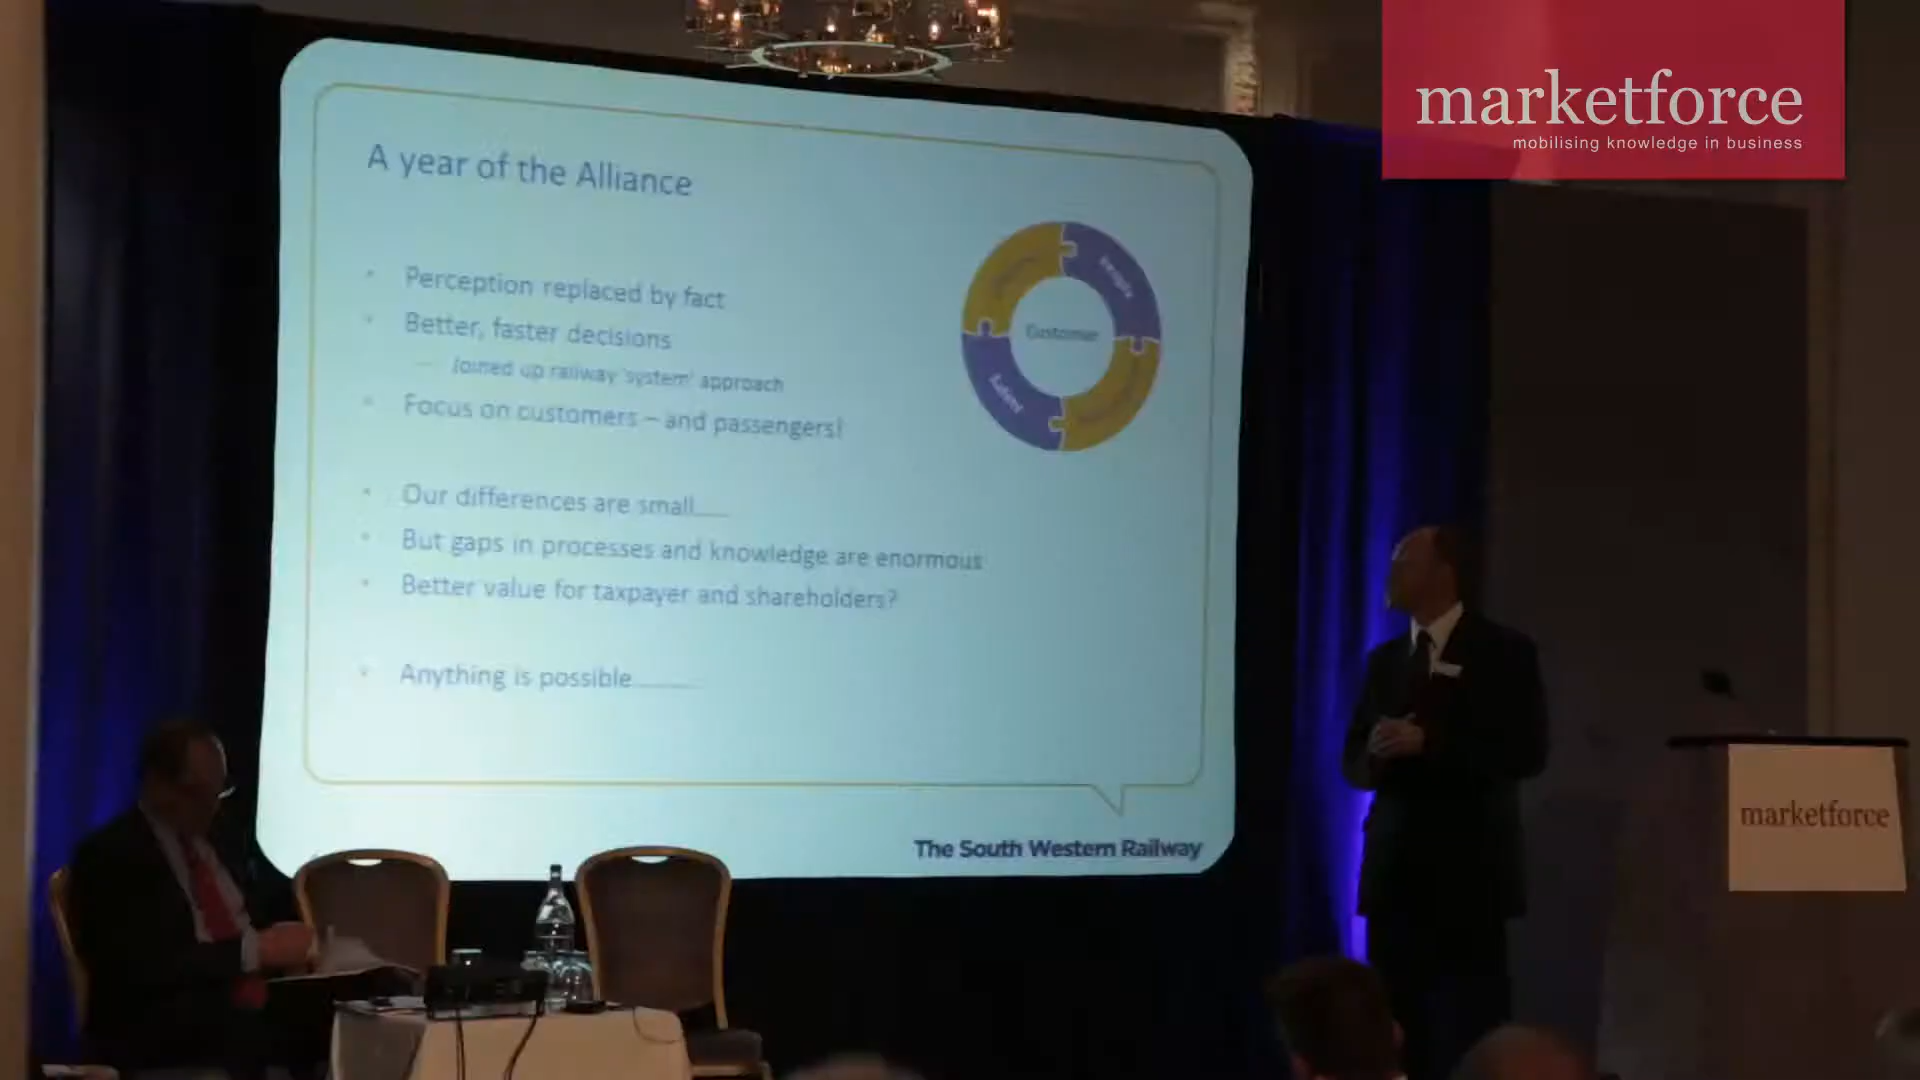 marketforce
mobilising knowledge in business
A year of the Alliance
Perception replaced by fact
Better, faster decisions
Joined up railway 'system' approach
Focus on customers – and passengers!
Our differences are small.....
But gaps in processes and knowledge are enormous
Better value for taxpayer and shareholders?
Anything is possible..........
People
Customer
Safety
The South Western Railway
marketforce